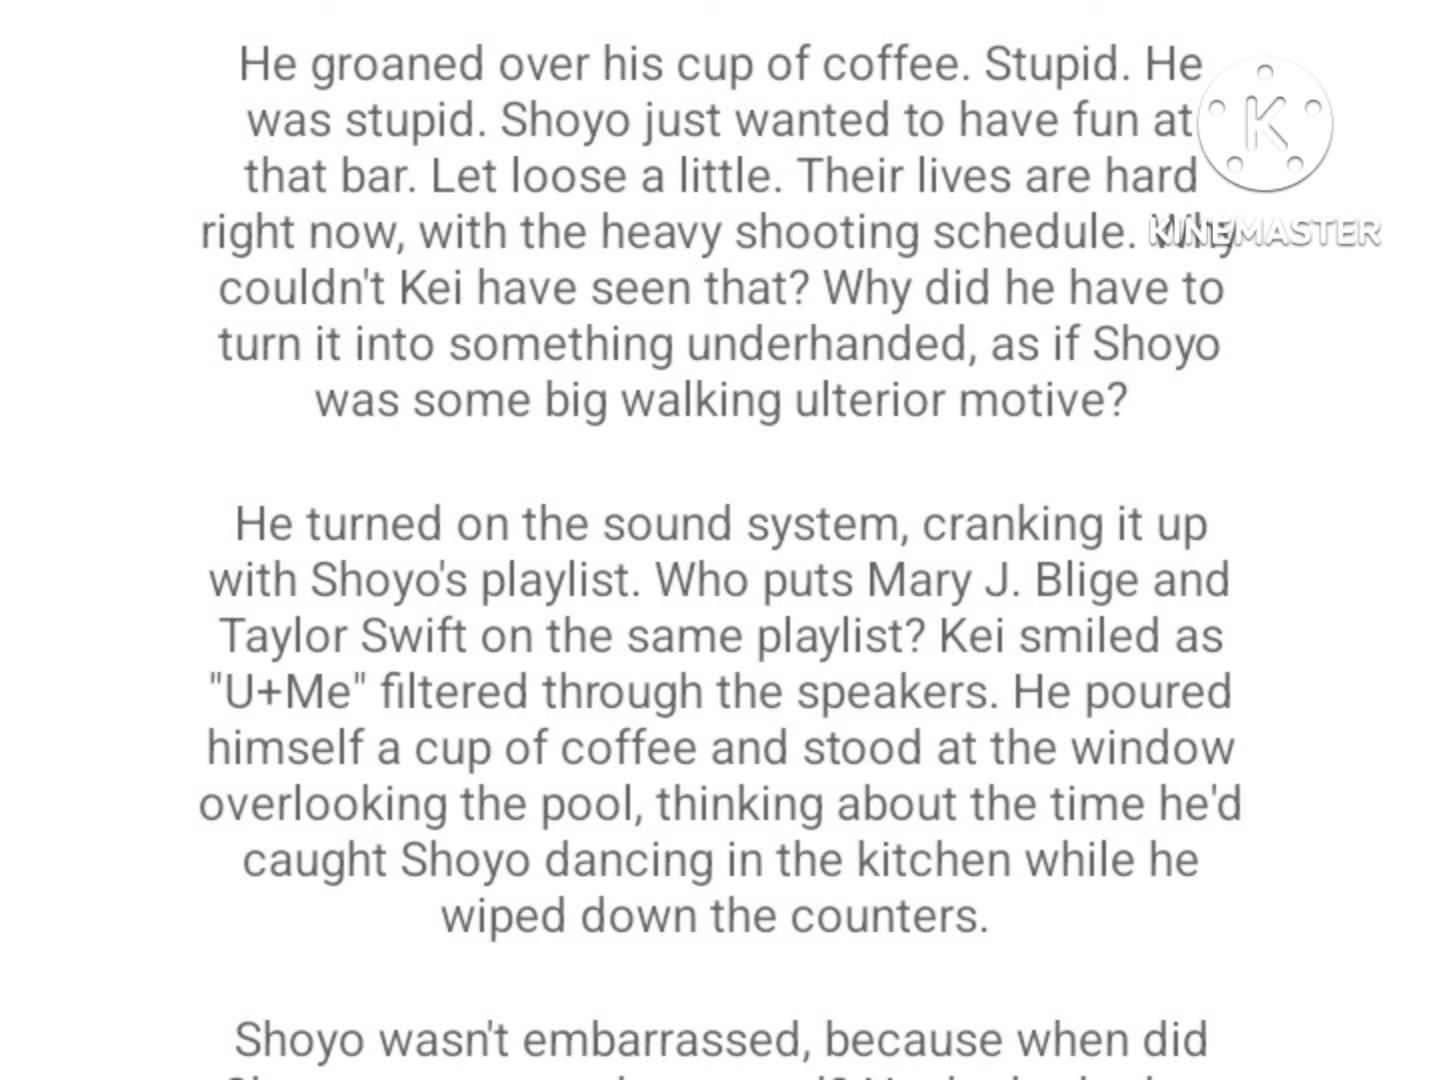 He groaned over his cup of coffee. Stupid. He
was stupid. Shoyo just wanted to have fun at
that bar. Let loose a little. Their lives are hard
right now, with the heavy shooting schedule. Why
couldn't Kei have seen that? Why did he have to
turn it into something underhanded, as if Shoyo
was some big walking ulterior motive?
He turned on the sound system, cranking it up
with Shoyo's playlist. Who puts Mary J. Blige and
Taylor Swift on the same playlist? Kei smiled as
"U+Me" filtered through the speakers. He poured
himself a cup of coffee and stood at the window
overlooking the pool, thinking about the time he'd
caught Shoyo dancing in the kitchen while he
wiped down the counters.
Shoyo wasn't embarrassed, because when did
K
KINEMASTER